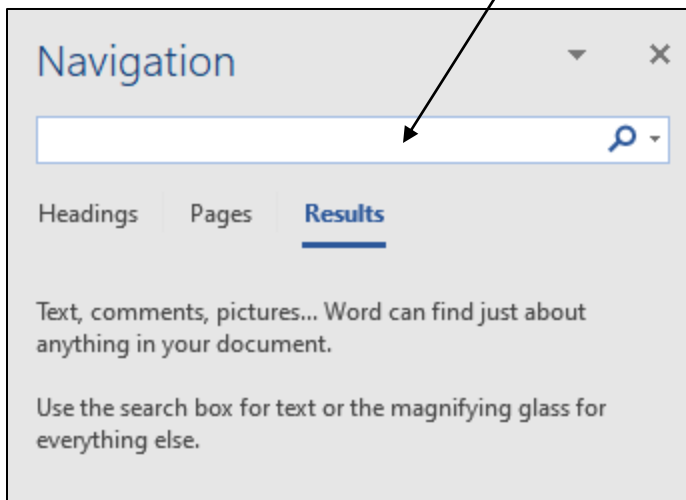 Navigation
Headings Pages Results
Text, comments, pictures... Word can find just about
anything in your document.
Use the search box for text or the magnifying glass for
everything else.